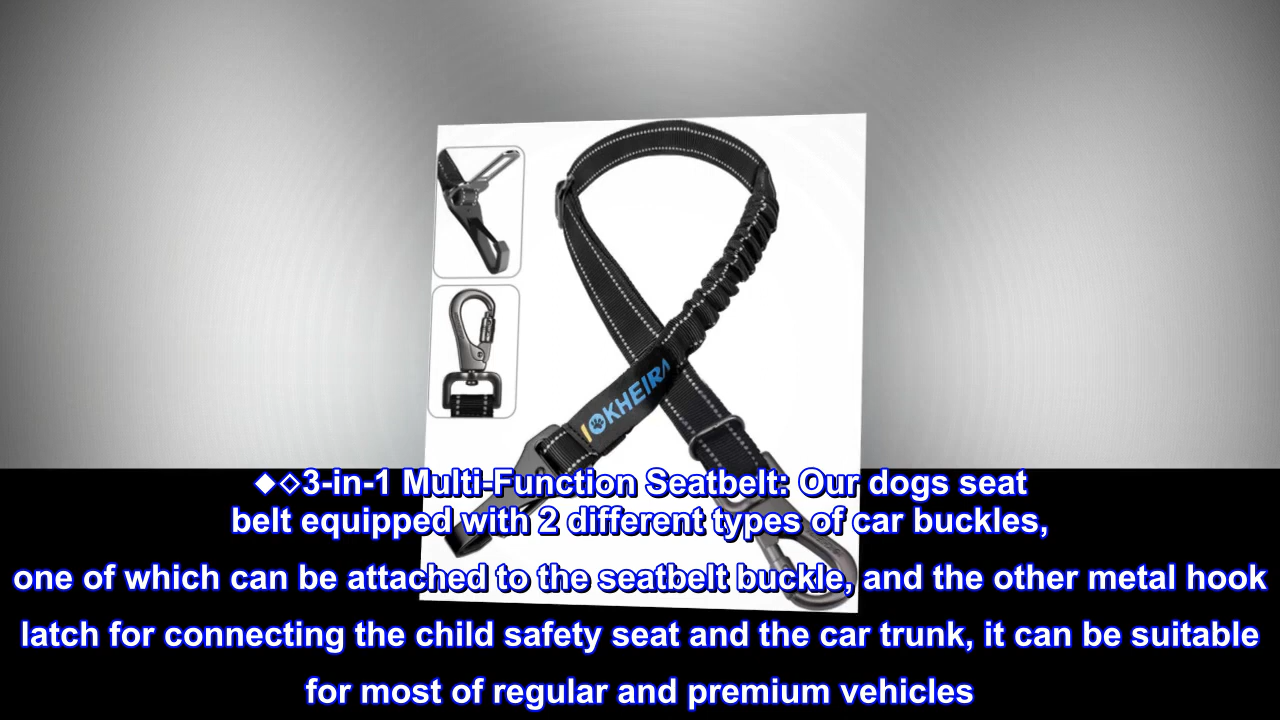 IOKHEIRA
◆◇3-in-1 Multi-Function Seatbelt: Our dogs seat
belt equipped with 2 different types of car buckles,
one of which can be attached to the seatbelt buckle, and the other metal hook
latch for connecting the child safety seat and the car trunk, it can be suitable
for most of regular and premium vehicles